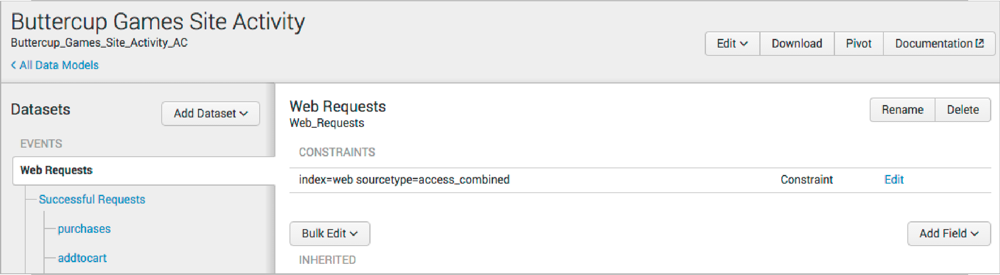 Buttercup Games Site Activity
Buttercup_Games_Site_Activity_AC
< All Data Models
Edit
Download
Pivot
Documentation
Datasets
Add Dataset
EVENTS
Web Requests
Successful Requests
purchases
addtocart
Web Requests
Web_Requests
Rename
Delete
CONSTRAINTS
index=web sourcetype=access_combined
Constraint
Edit
Bulk Edit
Add Field
INHERITED